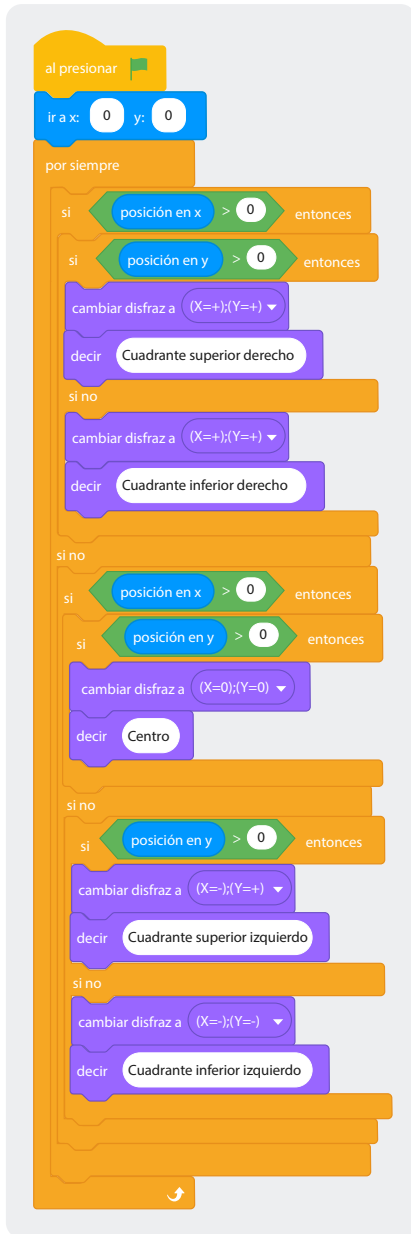 al presionar
ir a x: 0 y: 0
por siempre
si posición en x > 0 entonces
si posición en y > 0 entonces
cambiar disfraz a (X=+);(Y=+)
decir Cuadrante superior derecho
si no
cambiar disfraz a (X=+);(Y=+)
decir Cuadrante inferior derecho
si no
si posición en x > 0 entonces
si posición en y > 0 entonces
cambiar disfraz a (X=0);(Y=0)
decir Centro
si no
si posición en y > 0 entonces
cambiar disfraz a (X=-);(Y=+)
decir Cuadrante superior izquierdo
si no
cambiar disfraz a (X=-);(Y=-)
decir Cuadrante inferior izquierdo